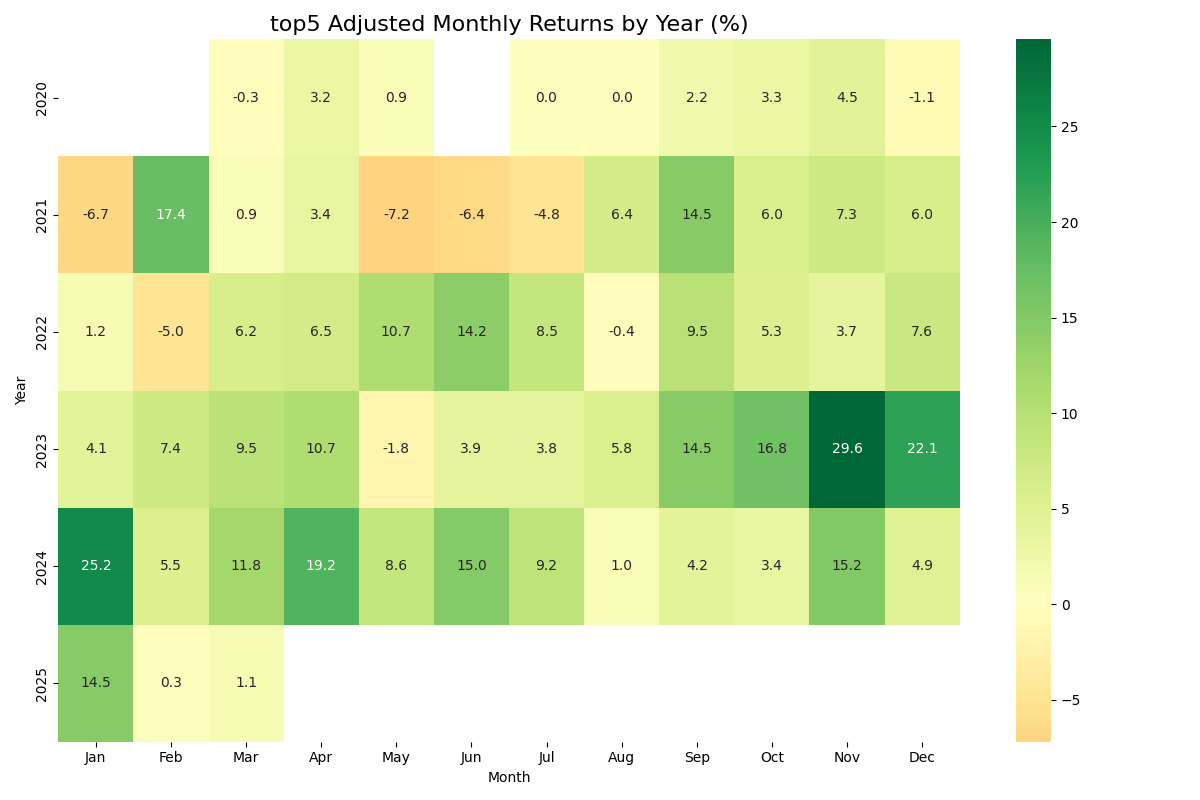 top5 Adjusted Monthly Returns by Year (%)
2020 -0.3 3.2 0.9 0.0 0.0 2.2 3.3 4.5 -1.1
2021 -6.7 17.4 0.9 3.4 -7.2 -6.4 -4.8 6.4 14.5 6.0 7.3 6.0
2022 1.2 -5.0 6.2 6.5 10.7 14.2 8.5 -0.4 9.5 5.3 3.7 7.6
Year
2023 4.1 7.4 9.5 10.7 -1.8 3.9 3.8 5.8 14.5 16.8 29.6 22.1
2024 25.2 5.5 11.8 19.2 8.6 15.0 9.2 1.0 4.2 3.4 15.2 4.9
2025 14.5 0.3 1.1
Jan Feb Mar Apr May Jun Jul Aug Sep Oct Nov Dec
Month
25
20
15
10
5
0
−5